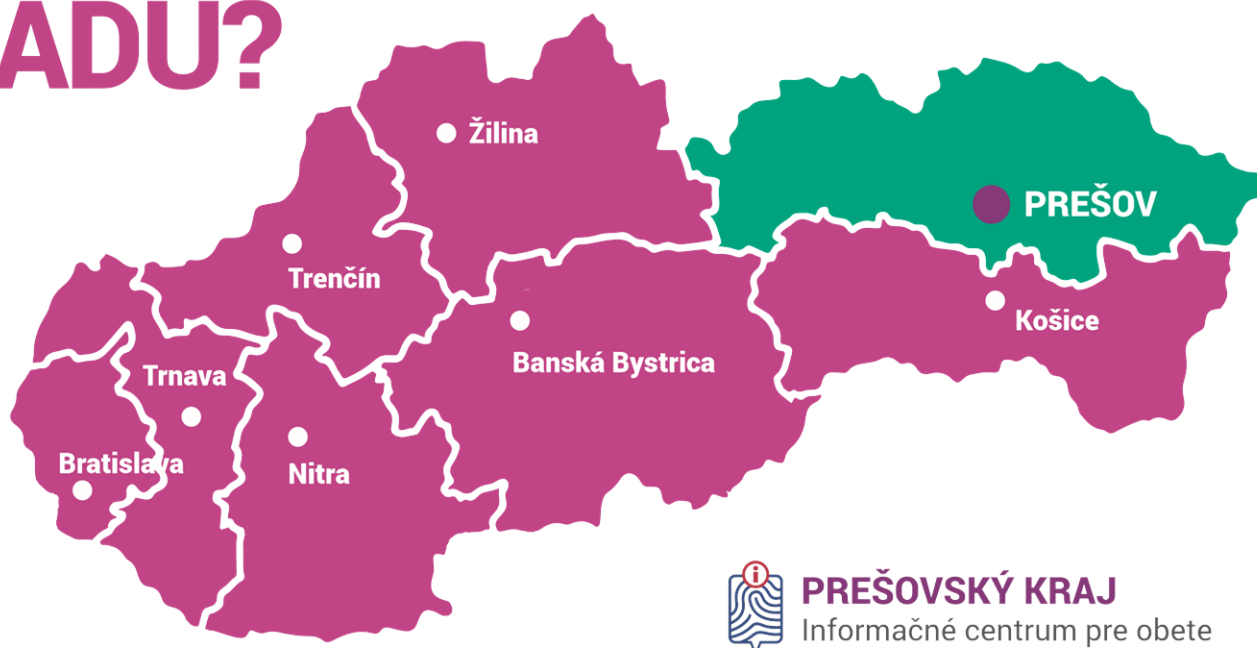 ADU?
Žilina
PREŠOV
Trenčín
Košice
Banská Bystrica
Trnava
Bratislava
Nitra
PREŠOVSKÝ KRAJ
Informačné centrum pre obete